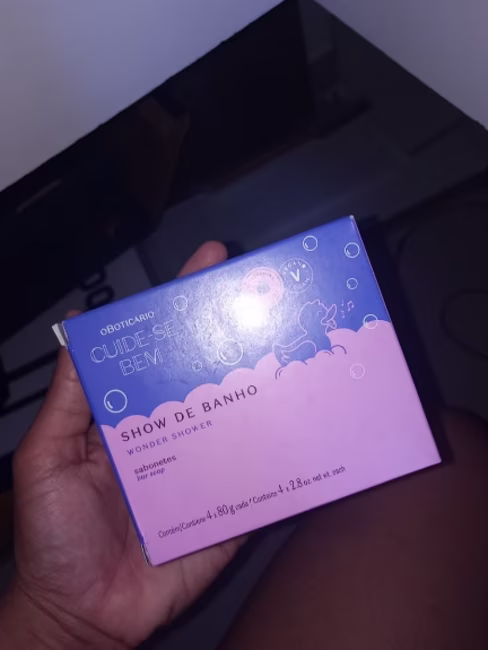 oBOTICÁRIO
CUIDE-SE
BEM
V
SHOW DE BANHO
WONDER SHOWER
sabonetes
bar soap
Contém/Contiene 4 x 80 g cada * Contains 4 x 2.8 oz. net wt. each